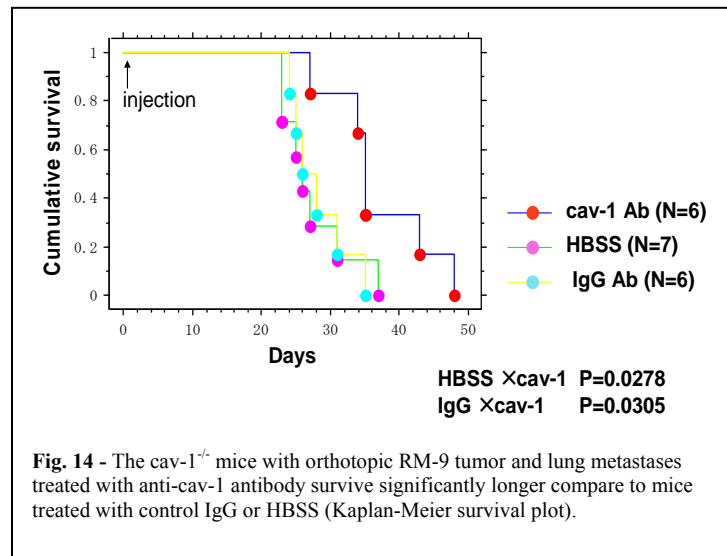 1
0.8
0.6
0.4
0.2
0
Cumulative survival
injection
0 10 20 30 40 50
Days
cav-1 Ab (N=6)
HBSS (N=7)
IgG Ab (N=6)
HBSS ×cav-1 P=0.0278
IgG ×cav-1 P=0.0305
Fig. 14 - The cav-1-/- mice with orthotopic RM-9 tumor and lung metastases
treated with anti-cav-1 antibody survive significantly longer compare to mice
treated with control IgG or HBSS (Kaplan-Meier survival plot).